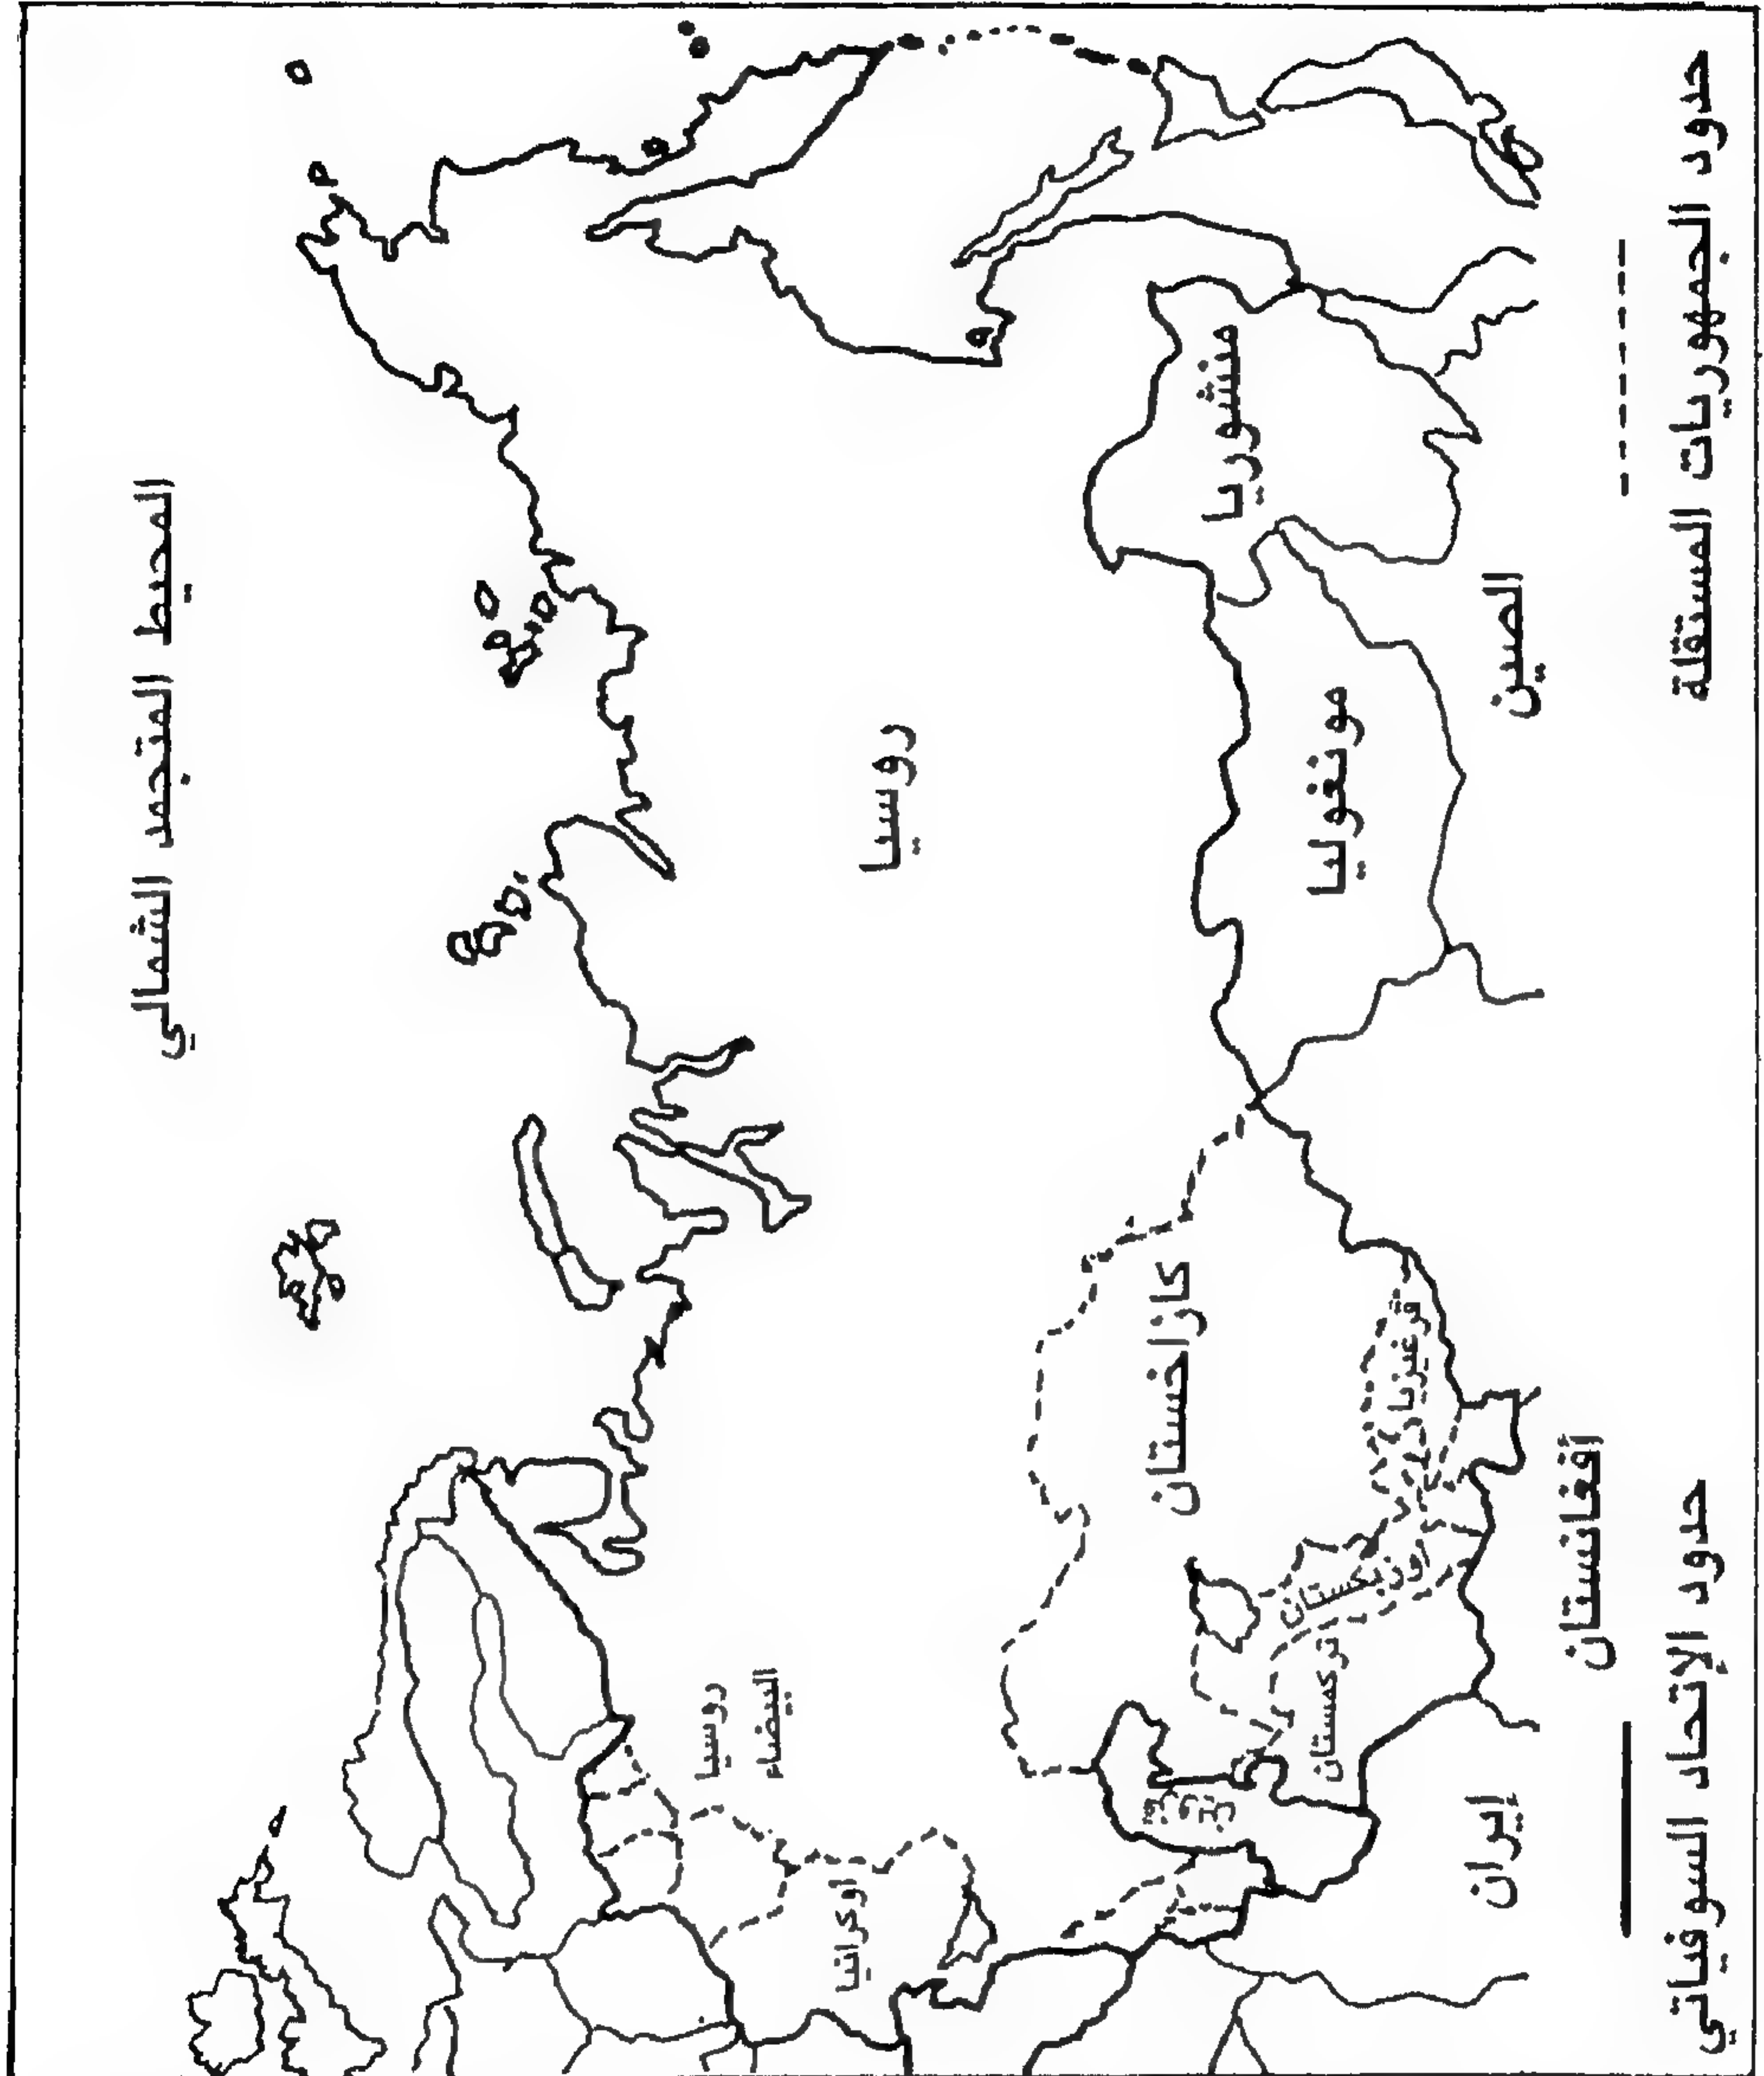 المحيط المتجمد الشمالي
روسيا
روسيا
البيضاء
أوكرانيا
كازاخستان
قرغيزيا
اوزبكستان
تركمستان
منشوريا
مونغوليا
الصين
أفغانستان
إيران
حدود الإتحاد السوفياتي
حدود الجمهوريات المستقلة